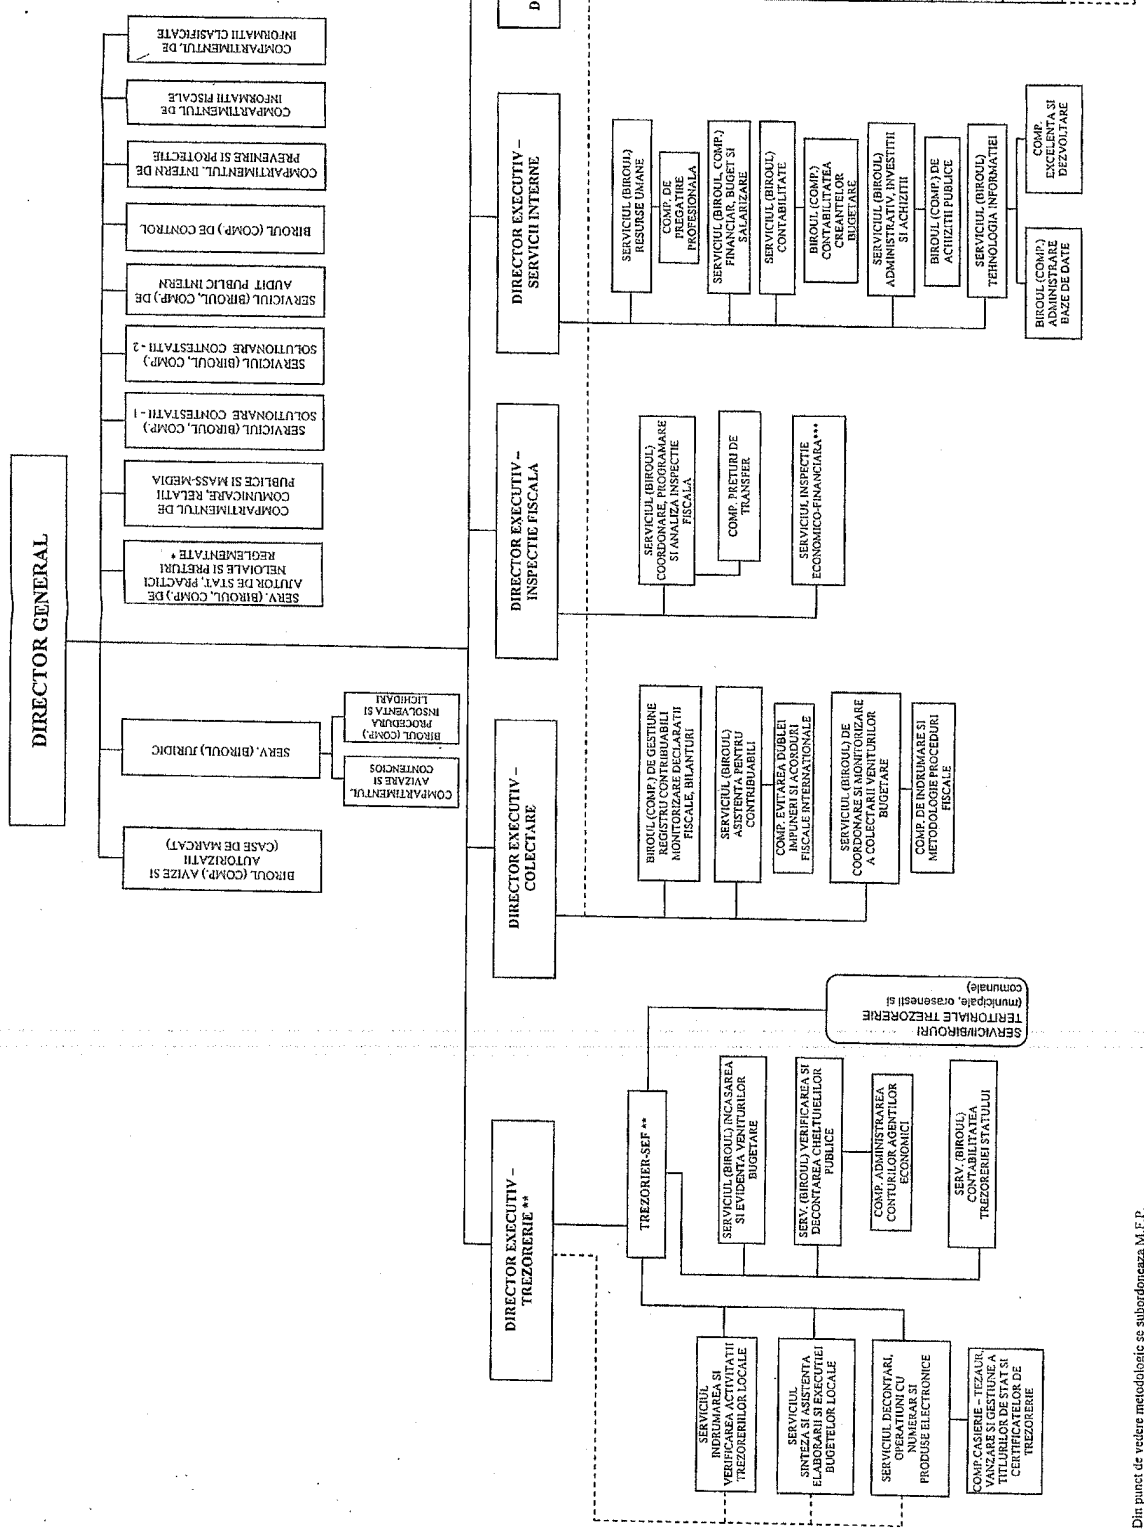 DIRECTOR GENERAL
BIROUL (COMP.) AVIZE SI
AUTORIZATII
(CASE DE MARCAT)
SERV. (BIROUL) JURIDIC
COMPARTIMENTUL
AVIZARE SI
CONTENCIOS
BIROUL (COMP.)
PROCEDURA
INSOLVENTA SI
LICHIDARI
SERV. (BIROUL, COMP.) DE
AJUTOR DE STAT, PRACTICI
NELOIALE SI PRETURI
REGLEMENTATE *
COMPARTIMENTUL DE
COMUNICARE, RELATII
PUBLICE SI MASS-MEDIA
SERVICIUL (BIROUL, COMP.)
SOLUTIONARE CONTESTATII - 1
SERVICIUL (BIROUL, COMP.)
SOLUTIONARE CONTESTATII - 2
SERVICIUL (BIROUL, COMP.) DE
AUDIT PUBLIC INTERN
BIROUL (COMP ) DE CONTROL
COMPARTIMENTUL INTERN DE
PREVENIRE SI PROTECTIE
COMPARTIMENTUL DE
INFORMATII FISCALE
COMPARTIMENTUL DE
INFORMATII CLASIFICATE
DIRECTOR EXECUTIV –
TREZORERIE **
DIRECTOR EXECUTIV –
COLECTARE
DIRECTOR EXECUTIV –
INSPECTIE FISCALA
DIRECTOR EXECUTIV –
SERVICII INTERNE
D
TREZORIER-SEF **
SERVICII/BIROURI
TERITORIALE TREZORERIE
(municipale, orasenesti si
comunale)
SERVICIUL
INDRUMAREA SI
VERIFICAREA ACTIVITATII
TREZORERIILOR LOCALE
SERVICIUL
SINTEZA SI ASISTENTA
ELABORARII SI EXECUTIEI
BUGETELOR LOCALE
SERVICIUL DECONTARI,
OPERATIUNI CU
NUMERAR SI
PRODUSE ELECTRONICE
COMP.CASIERIE – TEZAUR,
VANZARE SI GESTIUNE A
TITLURILOR DE STAT SI
CERTIFICATELOR DE
TREZORERIE
SERVICIUL (BIROUL) INCASAREA
SI EVIDENTA VENITURILOR
BUGETARE
SERV. (BIROUL) VERIFICAREA SI
DECONTAREA CHELTUIELILOR
PUBLICE
COMP. ADMINISTRAREA
CONTURILOR AGENTILOR
ECONOMICI
SERV. (BIROUL)
CONTABILITATEA
TREZORERIEI STATULUI
BIROUL (COMP.) DE GESTIUNE
REGISTRU CONTRIBUABILI
MONITORIZARE DECLARATII
FISCALE, BILANTURI
SERVICIUL (BIROUL)
ASISTENTA PENTRU
CONTRIBUABILI
COMP. EVITAREA DUBLEI
IMPUNERI SI ACORDURI
FISCALE INTERNATIONALE
SERVICIUL (BIROUL) DE
COORDONARE SI MONITORIZARE
A COLECTARII VENITURILOR
BUGETARE
COMP. DE INDRUMARE SI
METODOLOGIE PROCEDURI
FISCALE
SERVICIUL (BIROUL)
COORDONARE, PROGRAMARE
SI ANALIZA INSPECTIE
FISCALA
COMP. PRETURI DE
TRANSFER
SERVICIUL INSPECTIE
ECONOMICO-FINANCIARA***
SERVICIUL (BIROUL)
RESURSE UMANE
COMP. DE
PREGATIRE
PROFESIONALA
SERVICIUL (BIROUL, COMP.)
FINANCIAR, BUGET SI
SALARIZARE
SERVICIUL (BIROUL)
CONTABILITATE
BIROUL (COMP.)
CONTABILITATEA
CREANTELOR
BUGETARE
SERVICIUL (BIROUL)
ADMINISTRATIV, INVESTITII
SI ACHIZITII
BIROUL (COMP.) DE
ACHIZITII PUBLICE
SERVICIUL (BIROUL)
TEHNOLOGIA INFORMATIEI
BIROUL (COMP.)
ADMINISTRARE
BAZE DE DATE
COMP.
EXCELENTA SI
DEZVOLTARE
Din punct de vedere metodologic se subordoneaza M.F.P.